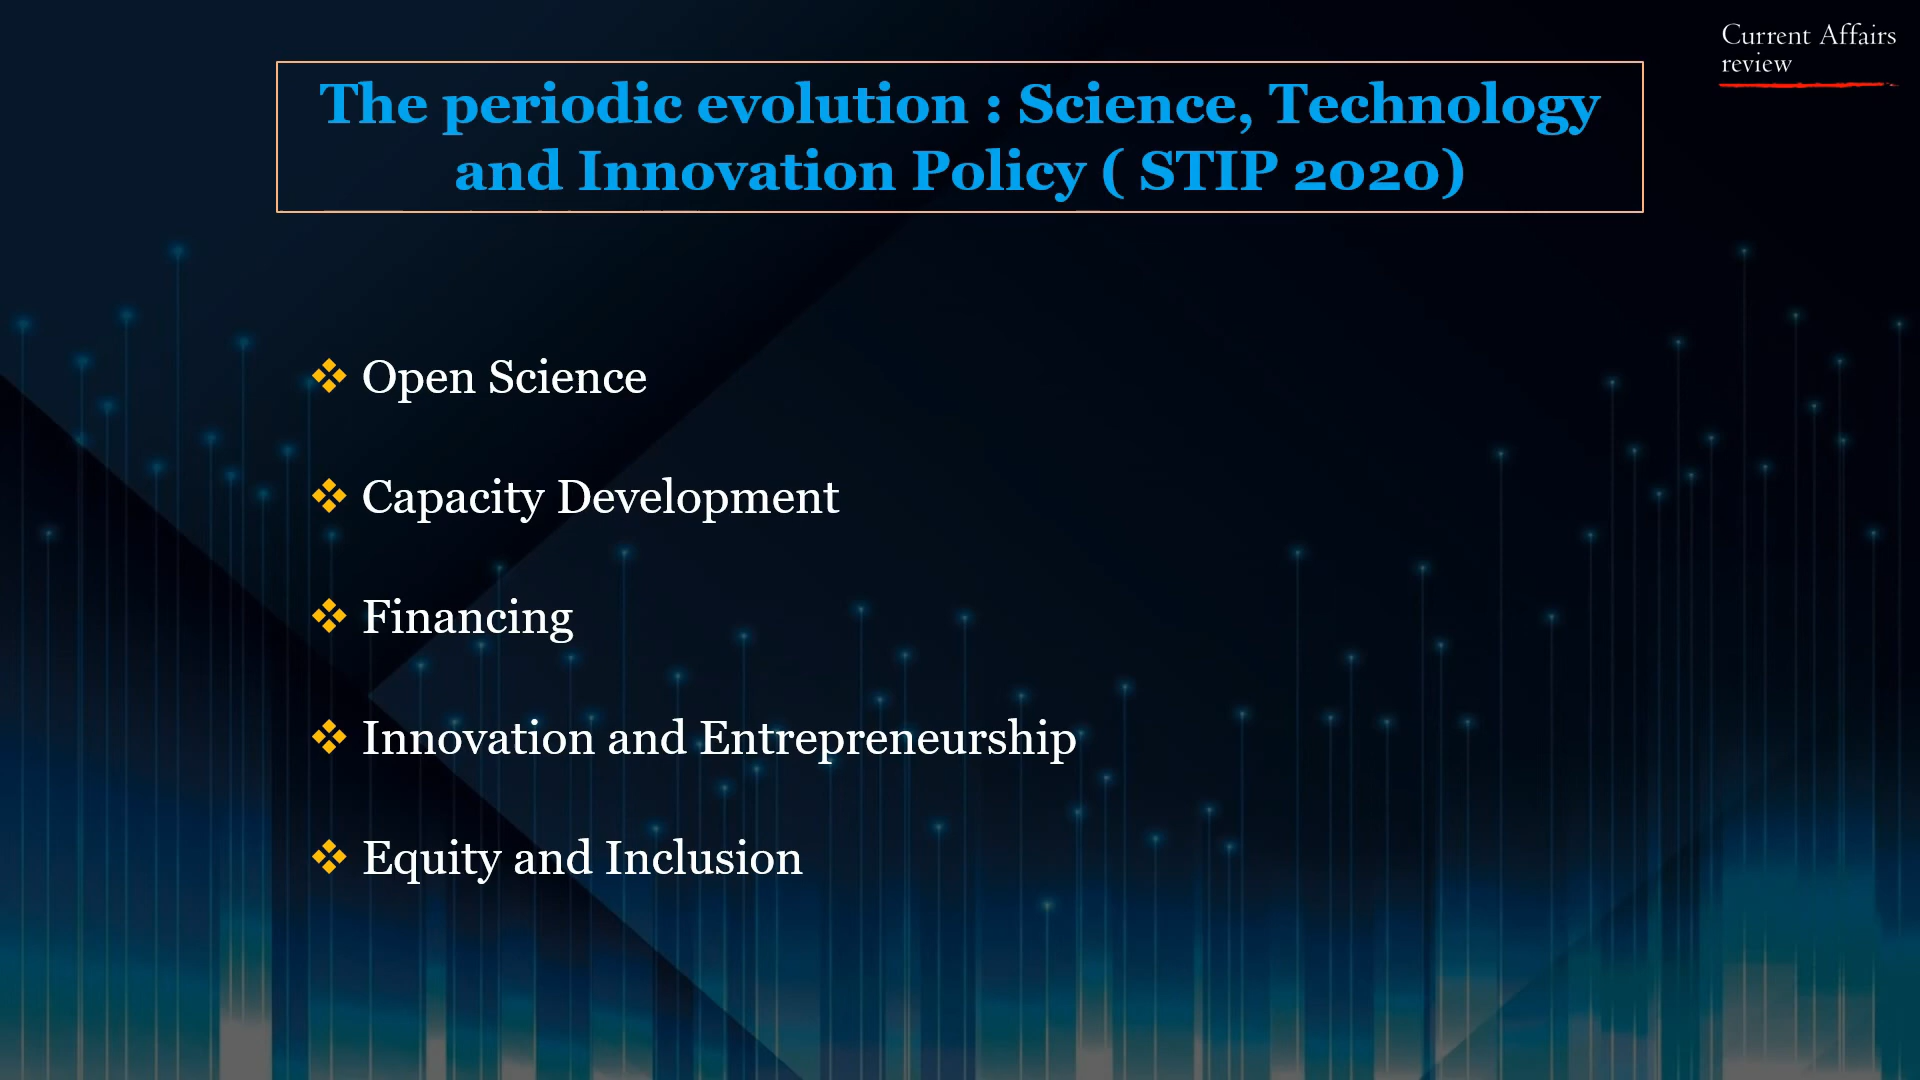 Current Affairs
review
The periodic evolution : Science, Technology
and Innovation Policy ( STIP 2020)
❖ Open Science
❖ Capacity Development
❖ Financing
❖ Innovation and Entrepreneurship
❖ Equity and Inclusion